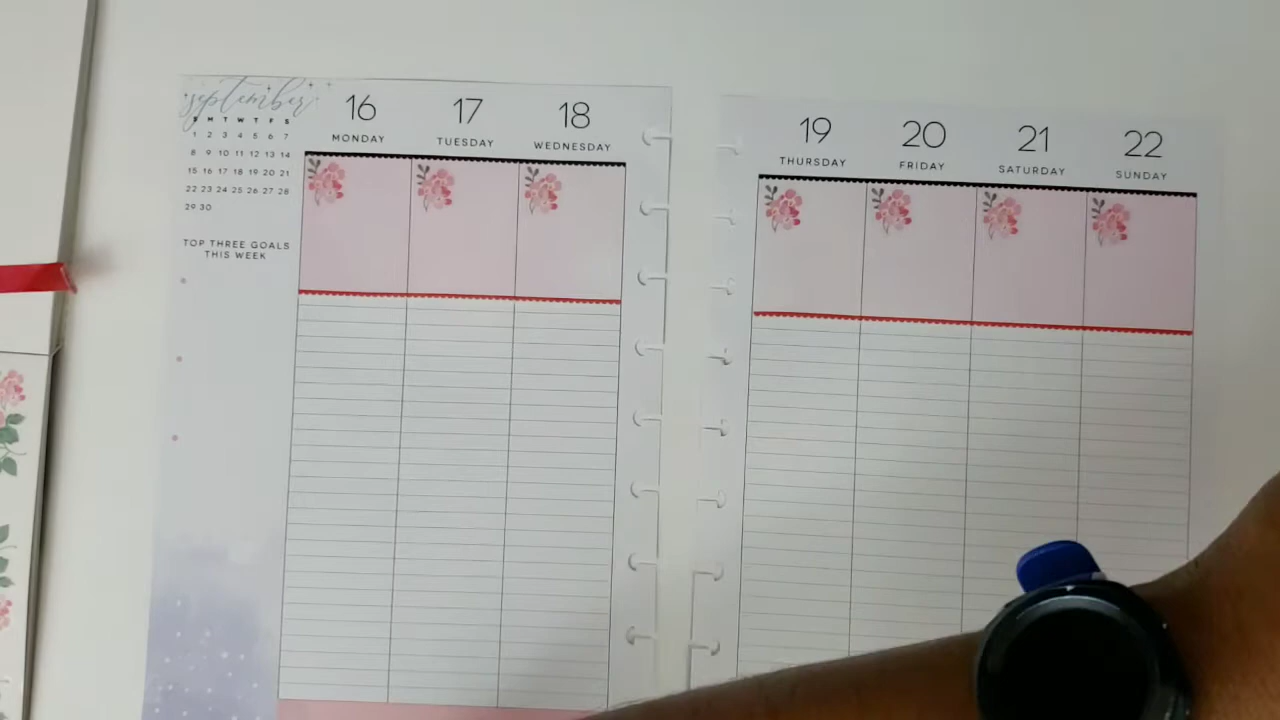 september
S M T W T F S
1 2 3 4 5 6 7
8 9 10 11 12 13 14
15 16 17 18 19 20 21
22 23 24 25 26 27 28
29 30
TOP THREE GOALS
THIS WEEK
16
MONDAY
17
TUESDAY
18
WEDNESDAY
19
THURSDAY
20
FRIDAY
21
SATURDAY
22
SUNDAY